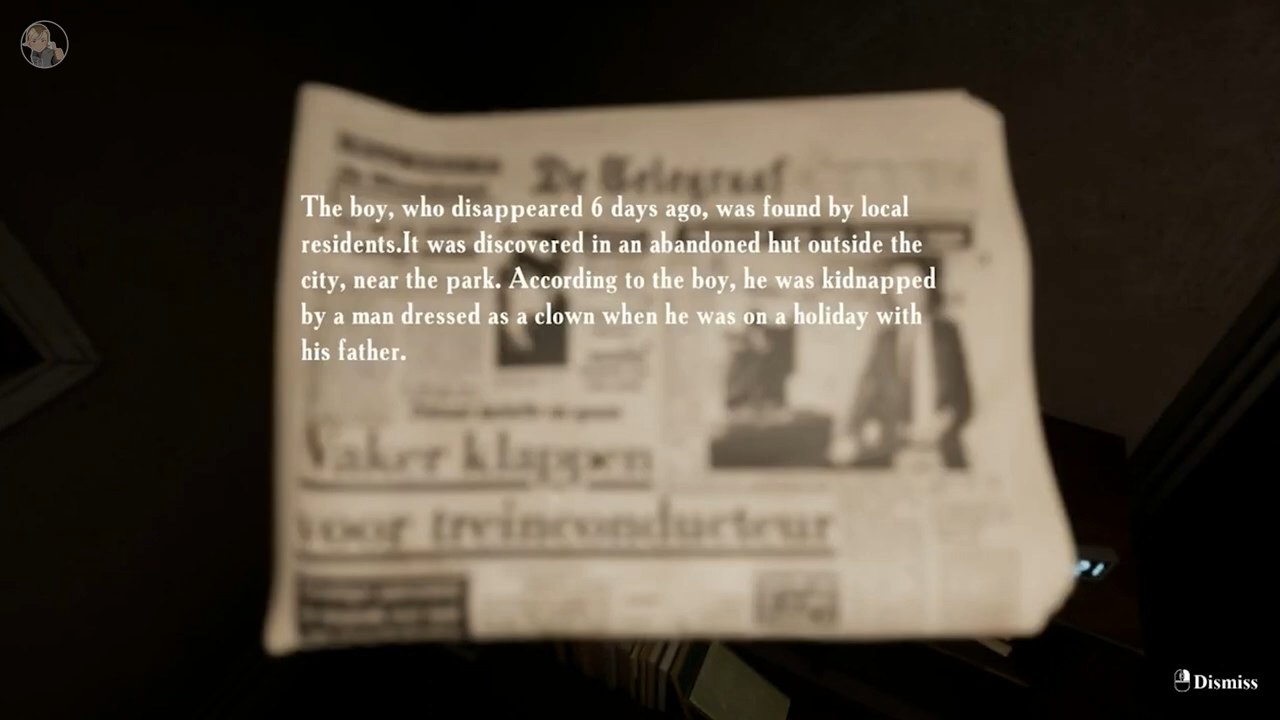 De Telegraaf
The boy, who disappeared 6 days ago, was found by local
residents.It was discovered in an abandoned hut outside the
city, near the park. According to the boy, he was kidnapped
by a man dressed as a clown when he was on a holiday with
his father.
Vaker klappen
voor treinconducteur
Dismiss